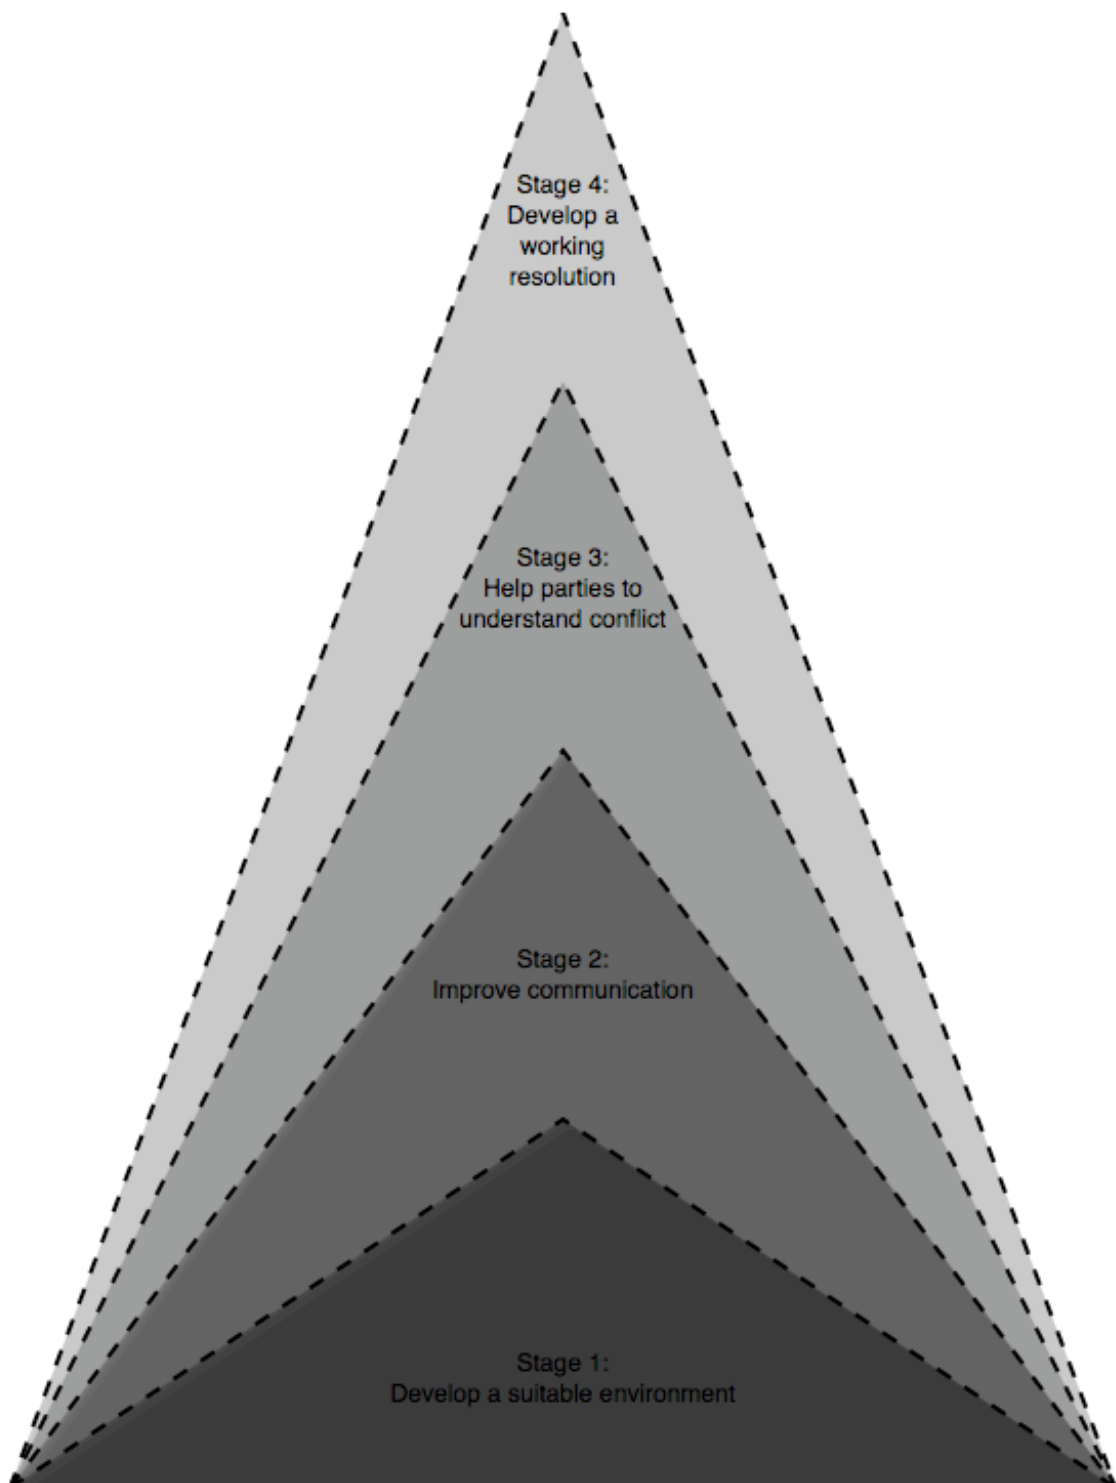 Stage 4:
Develop a
working
resolution
Stage 3:
Help parties to
understand conflict
Stage 2:
Improve communication
Stage 1:
Develop a suitable environment